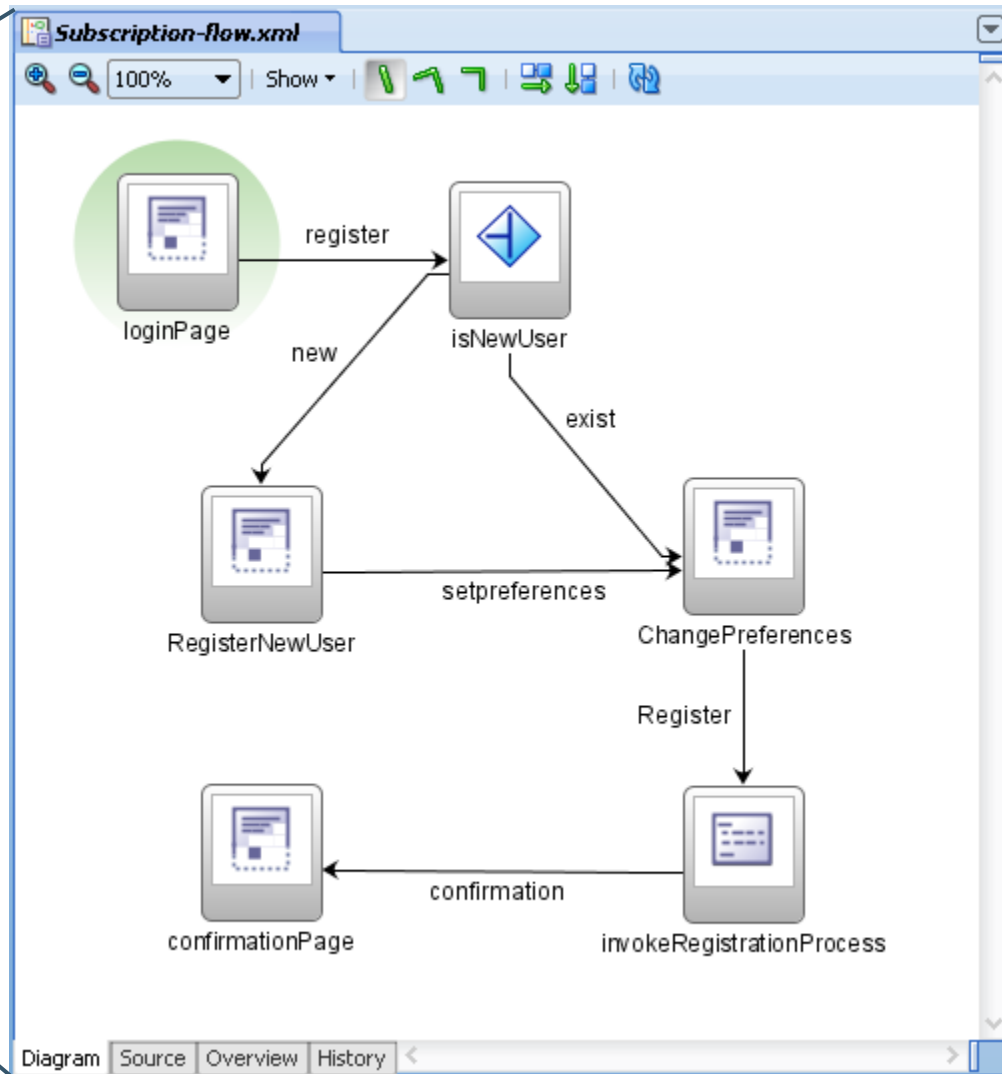 Subscription-flow.xml
100% Show
register
loginPage
isNewUser
new
exist
setpreferences
RegisterNewUser
ChangePreferences
Register
confirmation
confirmationPage
invokeRegistrationProcess
Diagram Source Overview History